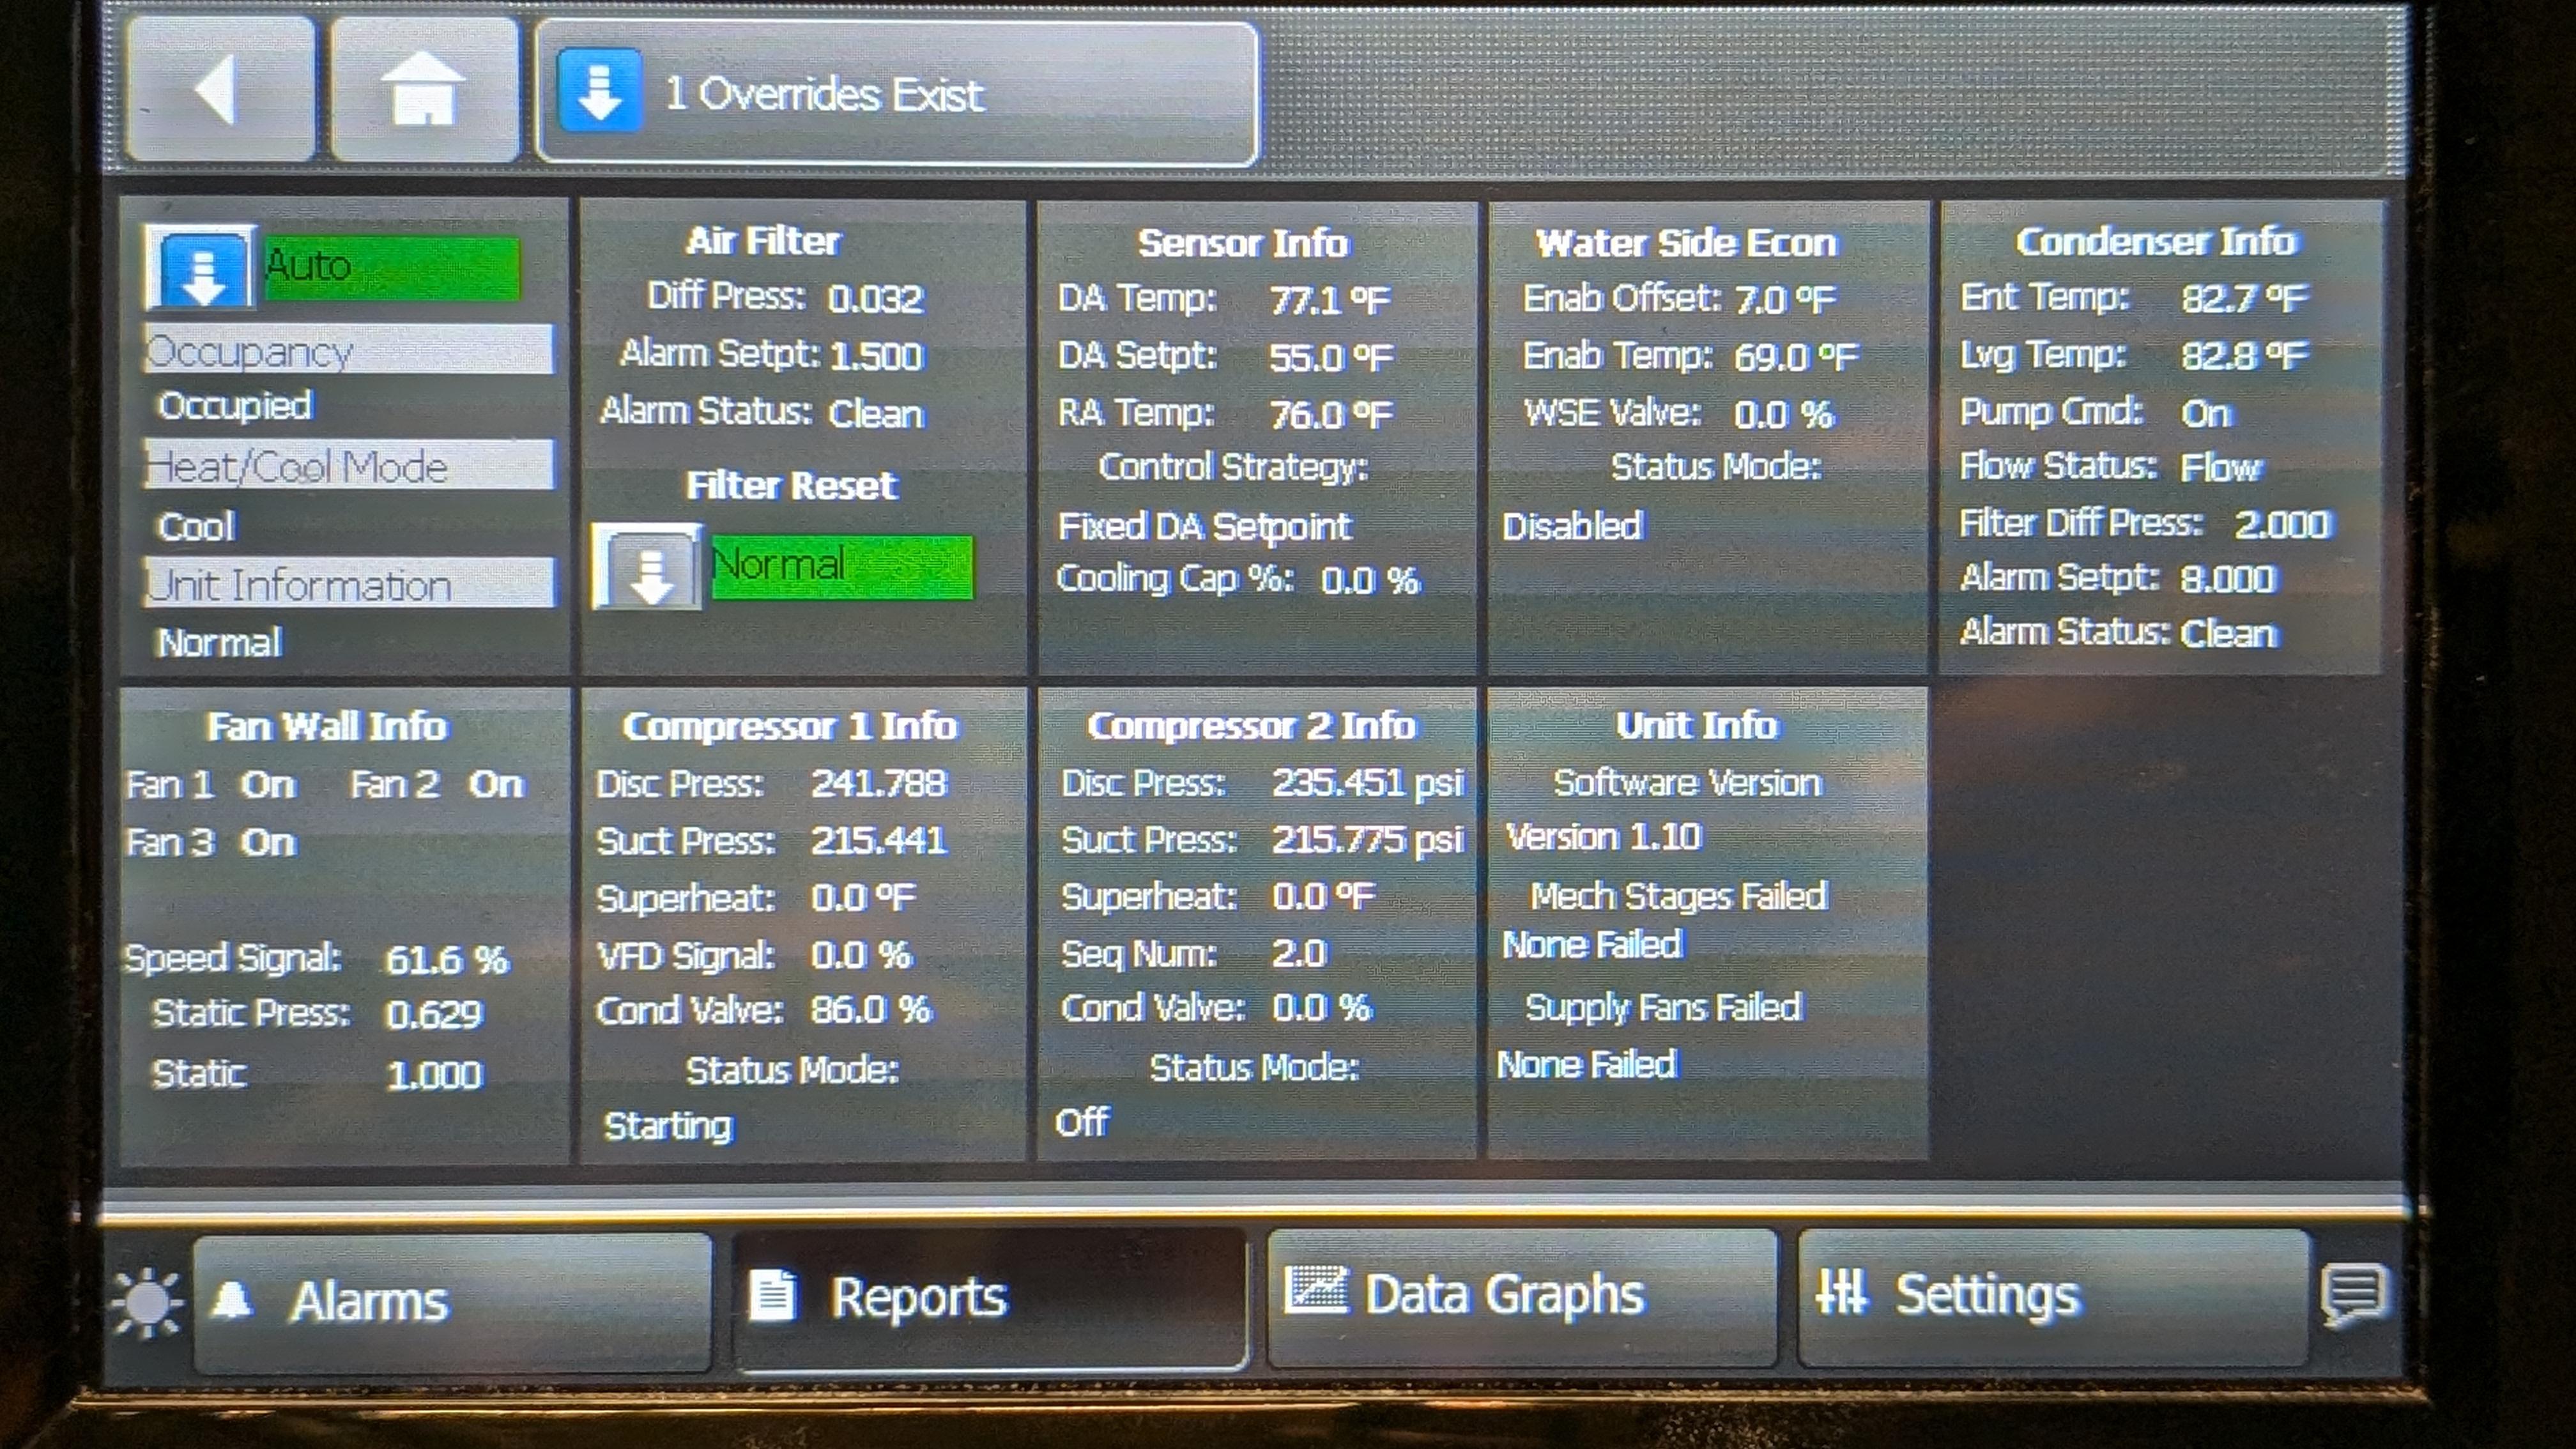 1 Overrides Exist
Auto
Occupancy
Occupied
Heat/Cool Mode
Cool
Unit Information
Normal
Air Filter
Diff Press: 0.032
Alarm Setpt: 1.500
Alarm Status: Clean
Filter Reset
Normal
Sensor Info
DA Temp: 77.1 ºF
DA Setpt: 55.0 ºF
RA Temp: 76.0 ºF
Control Strategy:
Fixed DA Setpoint
Cooling Cap %: 0.0 %
Water Side Econ
Enab Offset: 7.0 ºF
Enab Temp: 69.0 ºF
WSE Valve: 0.0 %
Status Mode:
Disabled
Condenser Info
Ent Temp: 82.7 ºF
Lvg Temp: 82.8 ºF
Pump Cmd: On
Flow Status: Flow
Filter Diff Press: 2.000
Alarm Setpt: 8.000
Alarm Status: Clean
Fan Wall Info
Fan 1 On Fan 2 On
Fan 3 On
Speed Signal: 61.6 %
Static Press: 0.629
Static 1.000
Compressor 1 Info
Disc Press: 241.788
Suct Press: 215.441
Superheat: 0.0 ºF
VFD Signal: 0.0 %
Cond Valve: 86.0 %
Status Mode:
Starting
Compressor 2 Info
Disc Press: 235.451 psi
Suct Press: 215.775 psi
Superheat: 0.0 ºF
Seq Num: 2.0
Cond Valve: 0.0 %
Status Mode:
Off
Unit Info
Software Version
Version 1.10
Mech Stages Failed
None Failed
Supply Fans Failed
None Failed
Alarms
Reports
Data Graphs
Settings